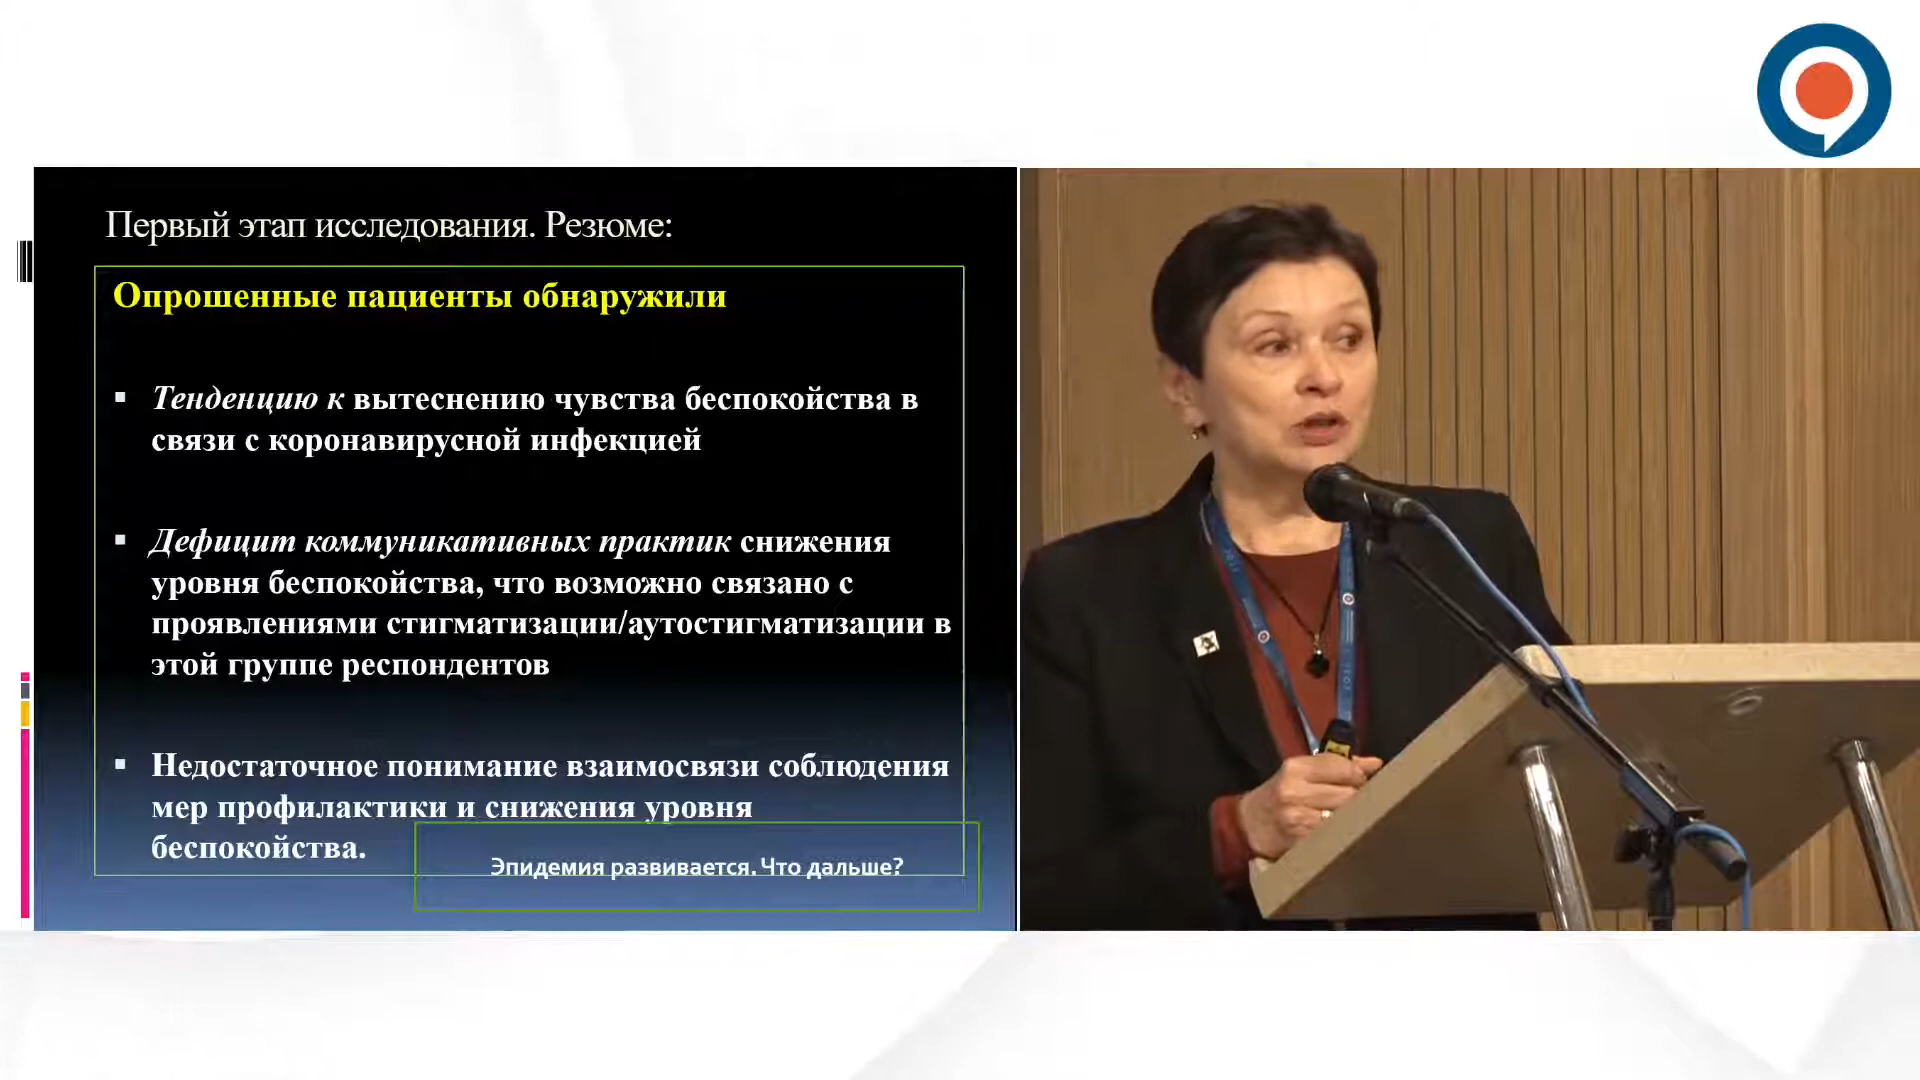 Первый этап исследования. Резюме:
Опрошенные пациенты обнаружили
▪ Тенденцию к вытеснению чувства беспокойства в
связи с коронавирусной инфекцией
▪ Дефицит коммуникативных практик снижения
уровня беспокойства, что возможно связано с
проявлениями стигматизации/аутостигматизации в
этой группе респондентов
▪ Недостаточное понимание взаимосвязи соблюдения
мер профилактики и снижения уровня
беспокойства.
Эпидемия развивается. Что дальше?